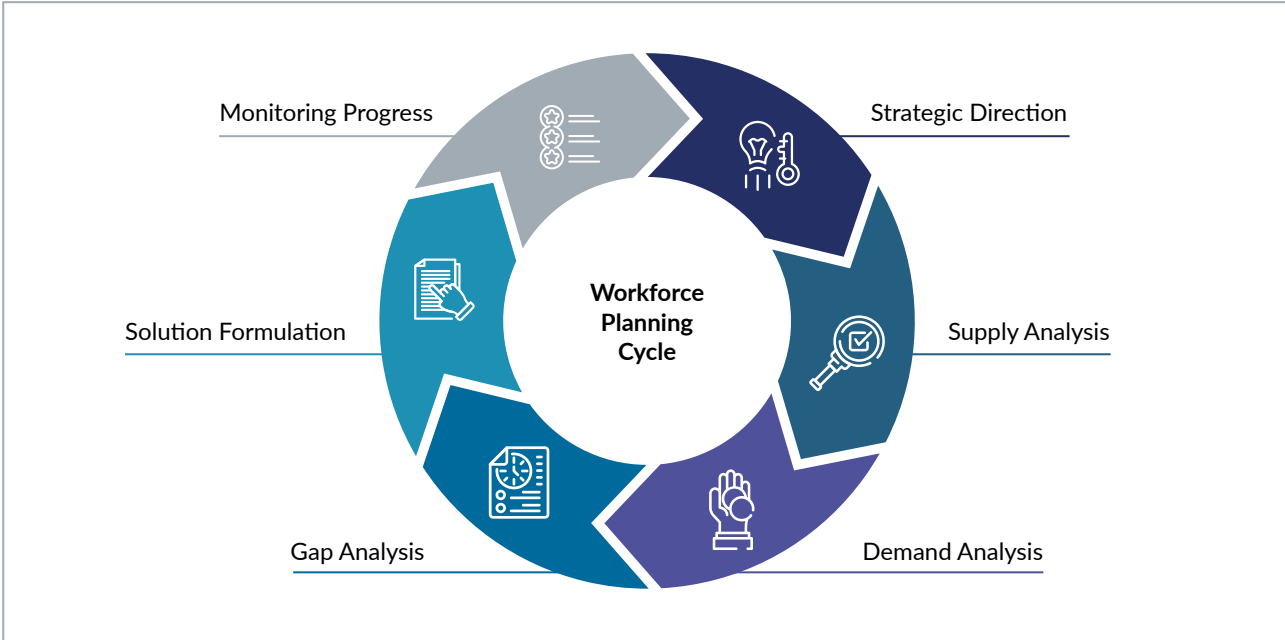 Monitoring Progress
Strategic Direction
Workforce
Planning
Cycle
Solution Formulation
Supply Analysis
Gap Analysis
Demand Analysis